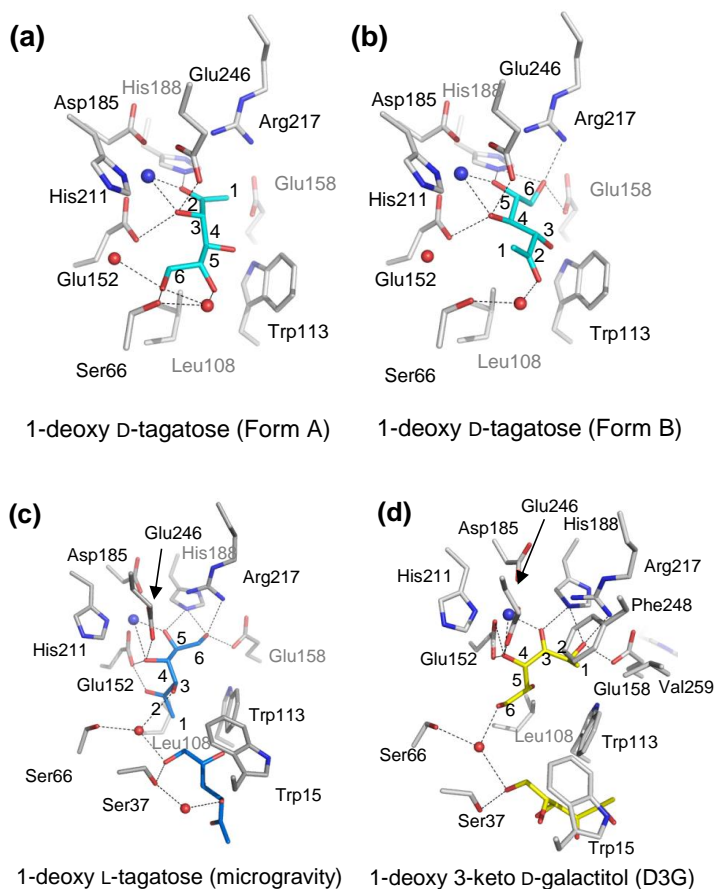 (a)
Glu246
His188
Asp185
Arg217
1
Glu158
His211
2
3
4
5
Glu152
6
Trp113
Ser66
Leu108
1-deoxy D-tagatose (Form A)
(b)
Glu246
His188
Asp185
Arg217
6
Glu158
His211
5
4
3
1
2
Glu152
Trp113
Leu108
Ser66
1-deoxy D-tagatose (Form B)
(c)
Glu246
Asp185
His188
Arg217
5
His211
6
Glu158
4
Glu152
3
2
1
Trp113
Leu108
Ser66
Ser37
Trp15
1-deoxy L-tagatose (microgravity)
(d)
Glu246
Asp185
His188
His211
Arg217
Phe248
Glu152
4
3
2
1
5
Glu158
Val259
6
Leu108
Trp113
Ser66
Ser37
Trp15
1-deoxy 3-keto D-galactitol (D3G)